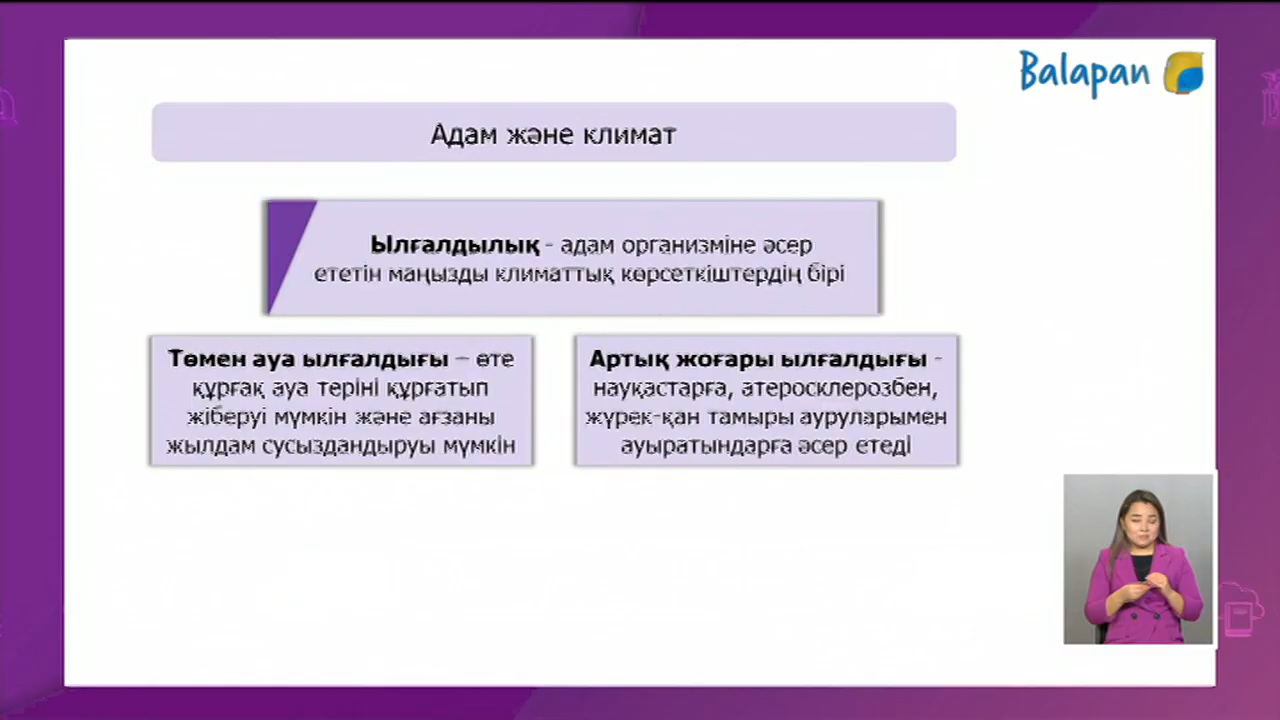 Balapan
Адам және климат
Ылғалдылық - адам организміне әсер
ететін маңызды климаттық көрсеткіштердің бірі
Төмен ауа ылғалдығы – өте
құрғақ ауа теріні құрғатып
жіберуі мүмкін және ағзаны
жылдам сусыздандыруы мүмкін
Артық жоғары ылғалдығы -
науқастарға, атеросклерозбен,
жүрек-қан тамыры ауруларымен
ауыратындарға әсер етеді